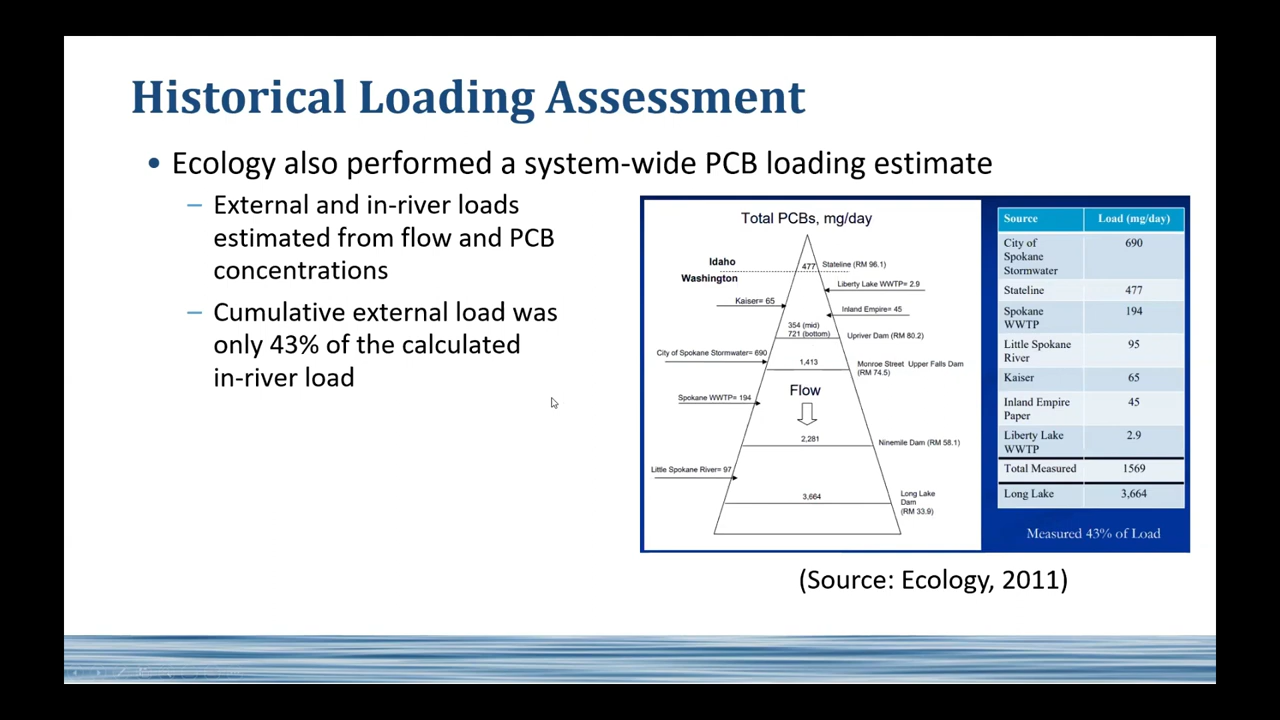 Historical Loading Assessment
• Ecology also performed a system-wide PCB loading estimate
– External and in-river loads
estimated from flow and PCB
concentrations
– Cumulative external load was
only 43% of the calculated
in-river load
Total PCBs, mg/day
Idaho
Washington
477
Stateline (RM 96.1)
Liberty Lake WWTP= 2.9
Kaiser= 65
Inland Empire= 45
354 (mid)
721 (bottom)
Upriver Dam (RM 80.2)
City of Spokane Stormwater= 690
1,413
Monroe Street Upper Falls Dam
(RM 74.5)
Flow
Spokane WWTP= 194
2,281
Ninemile Dam (RM 58.1)
Little Spokane River= 97
3,664
Long Lake
Dam
(RM 33.9)
Source Load (mg/day)
City of 690
Spokane
Stormwater
Stateline 477
Spokane 194
WWTP
Little Spokane 95
River
Kaiser 65
Inland Empire 45
Paper
Liberty Lake 2.9
WWTP
Total Measured 1569
Long Lake 3,664
Measured 43% of Load
(Source: Ecology, 2011)